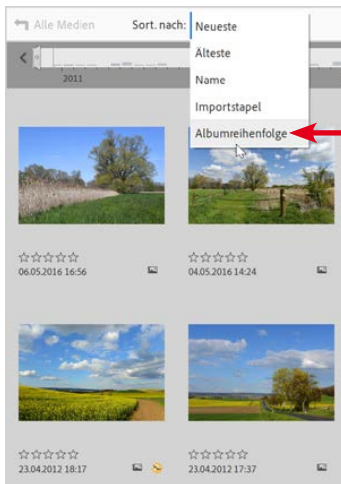 Alle Medien Sort. nach: Neueste
Älteste
Name
Importstapel
Albumreihenfolge
2011
06.05.2016 16:56
04.05.2016 14:24
23.04.2012 18:17
23.04.2012 17:37